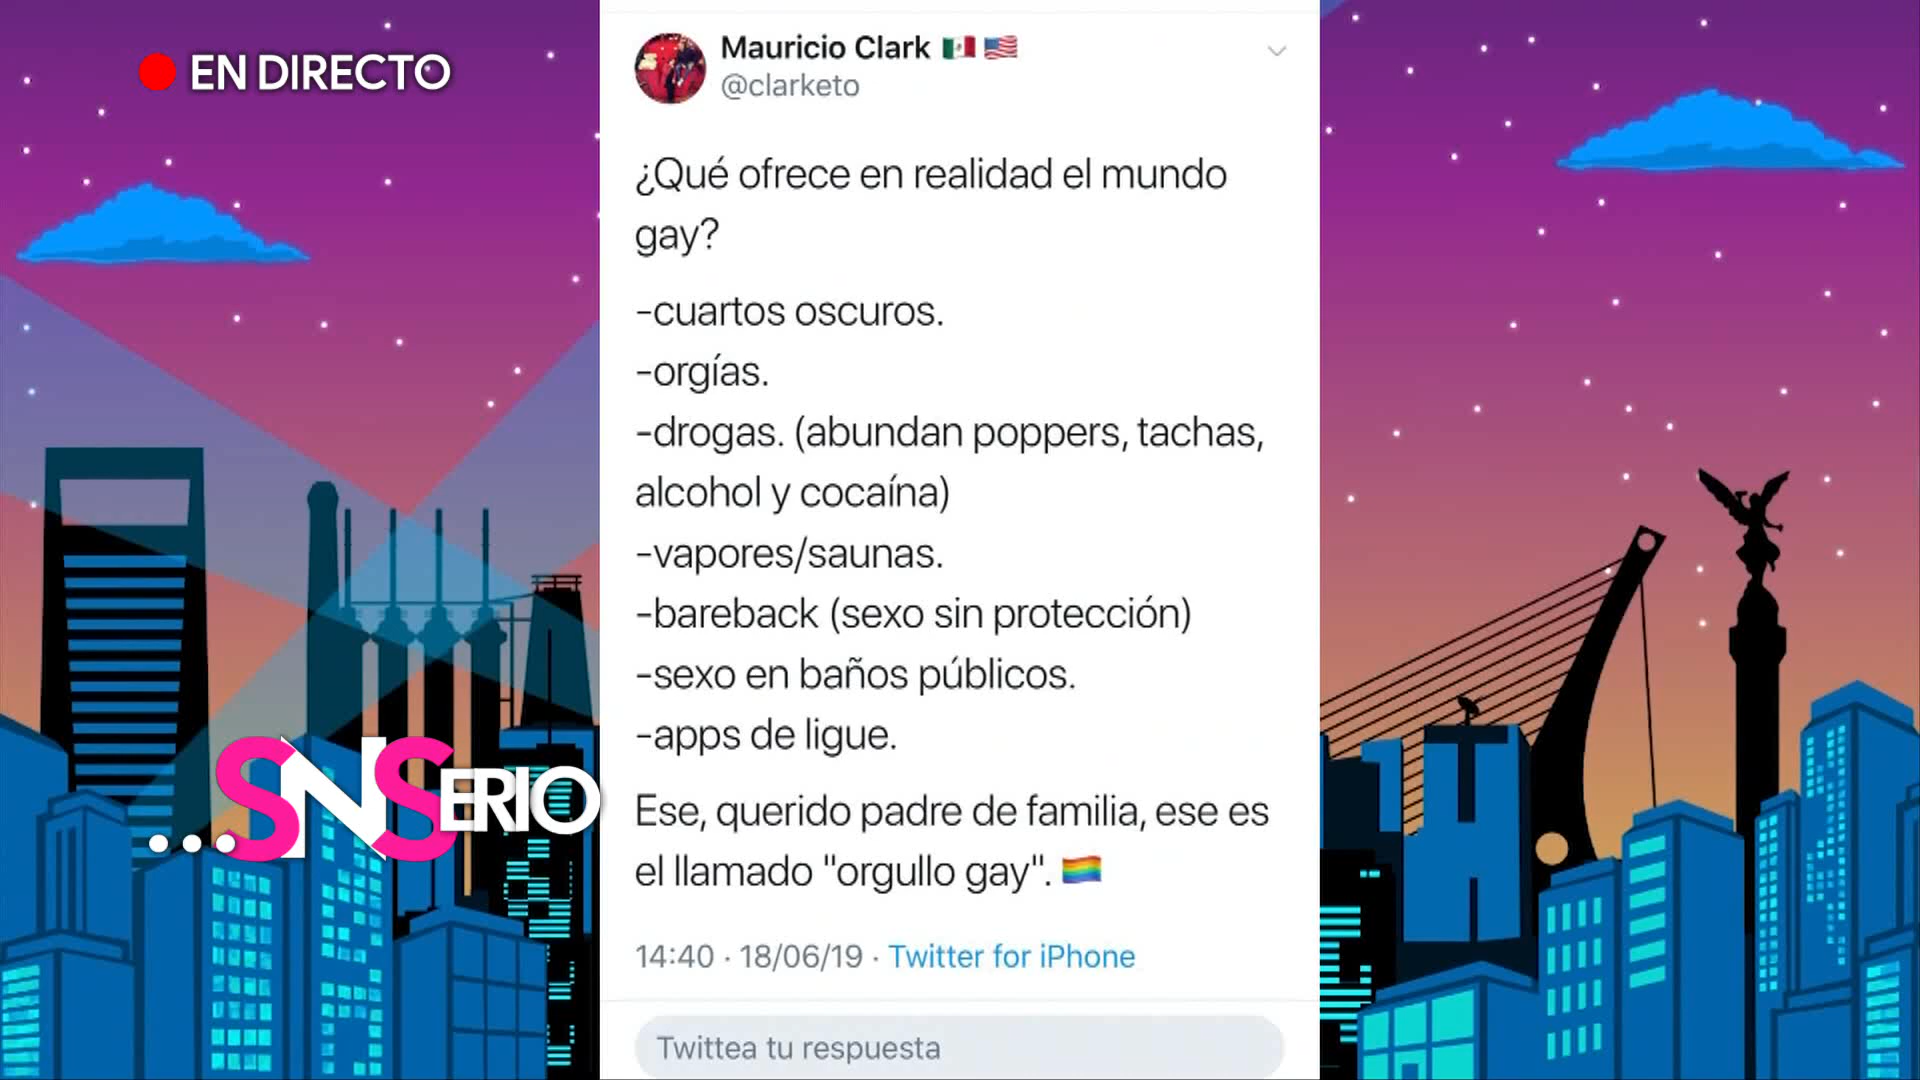 EN DIRECTO
Mauricio Clark 🇲🇽 🇺🇸
@clarketo
¿Qué ofrece en realidad el mundo
gay?
-cuartos oscuros.
-orgías.
-drogas. (abundan poppers, tachas,
alcohol y cocaína)
-vapores/saunas.
-bareback (sexo sin protección)
-sexo en baños públicos.
-apps de ligue.
Ese, querido padre de familia, ese es
el llamado "orgullo gay". 🏳️‍🌈
14:40 · 18/06/19 · Twitter for iPhone
Twittea tu respuesta
...SNSERIO